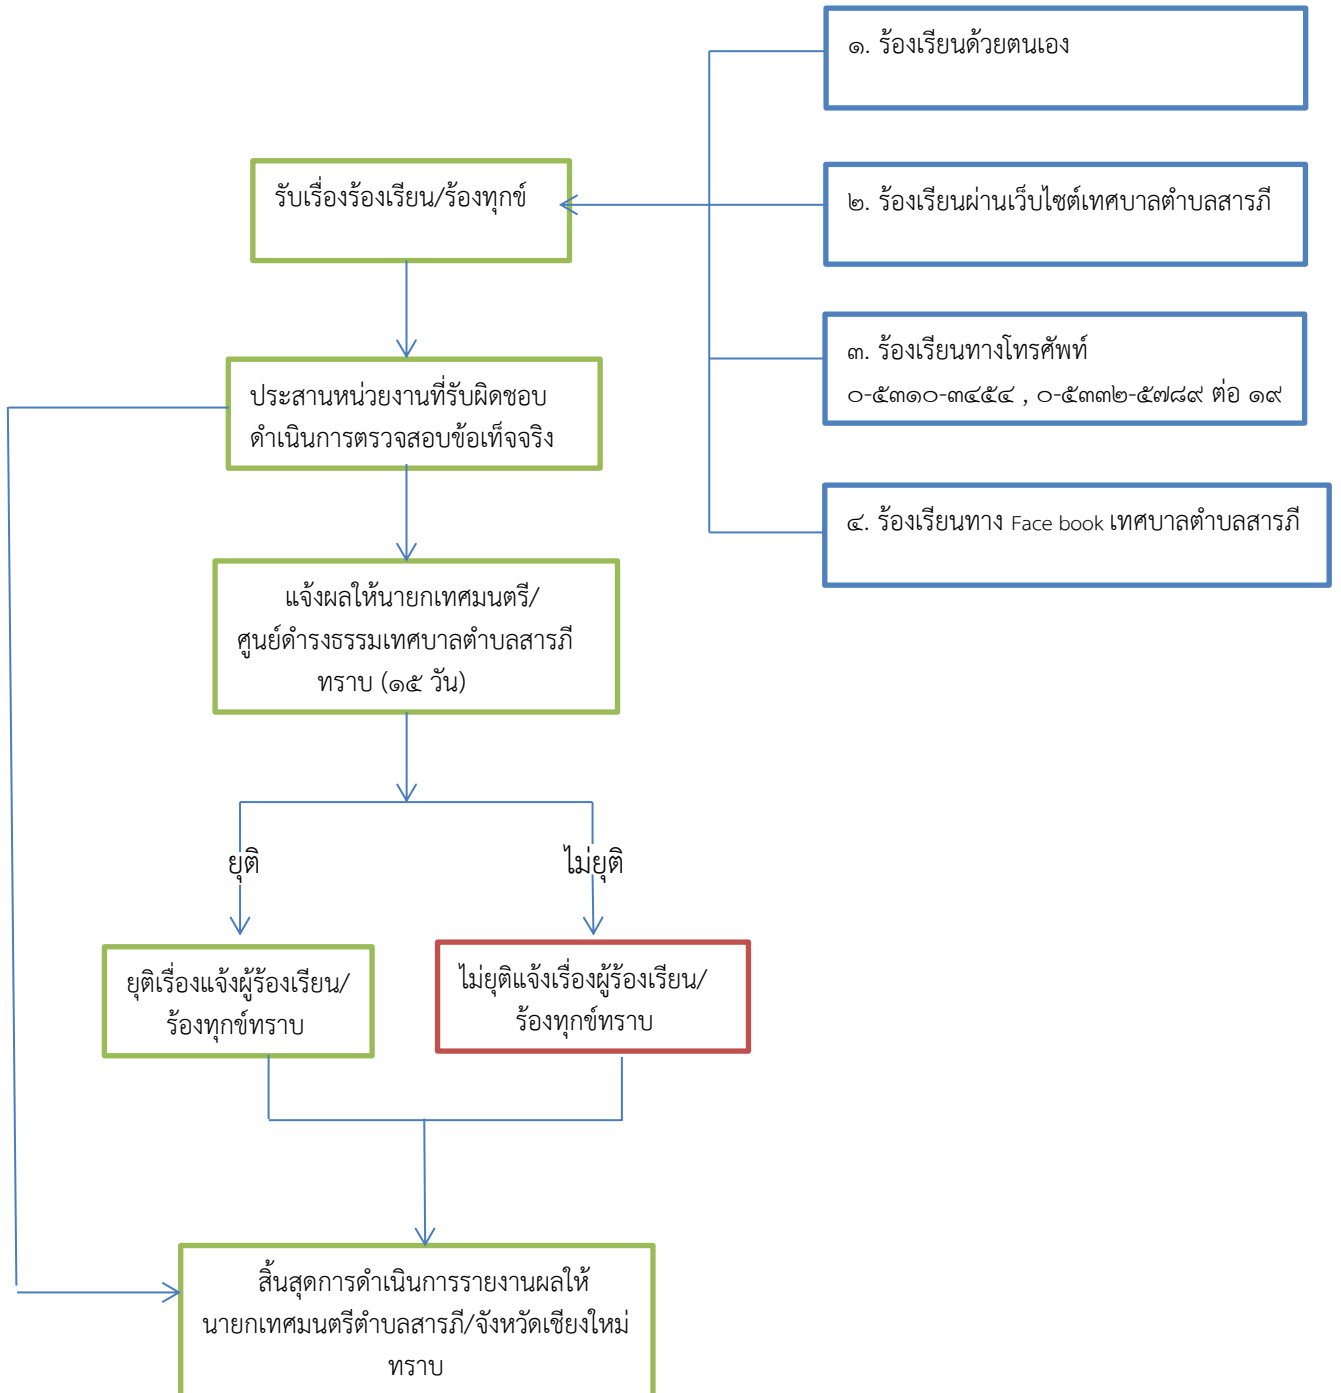 ๑. ร้องเรียนด้วยตนเอง
รับเรื่องร้องเรียน/ร้องทุกข์
๒. ร้องเรียนผ่านเว็บไซต์เทศบาลตำบลสารภี
๓. ร้องเรียนทางโทรศัพท์
๐-๕๓๑๐-๓๔๕๔ , ๐-๕๓๓๒-๕๗๘๙ ต่อ ๑๙
ประสานหน่วยงานที่รับผิดชอบ
ดำเนินการตรวจสอบข้อเท็จจริง
๔. ร้องเรียนทาง Face book เทศบาลตำบลสารภี
แจ้งผลให้นายกเทศมนตรี/
ศูนย์ดำรงธรรมเทศบาลตำบลสารภี
ทราบ (๑๕ วัน)
ยุติ
ไม่ยุติ
ยุติเรื่องแจ้งผู้ร้องเรียน/
ร้องทุกข์ทราบ
ไม่ยุติแจ้งเรื่องผู้ร้องเรียน/
ร้องทุกข์ทราบ
สิ้นสุดการดำเนินการรายงานผลให้
นายกเทศมนตรีตำบลสารภี/จังหวัดเชียงใหม่
ทราบ